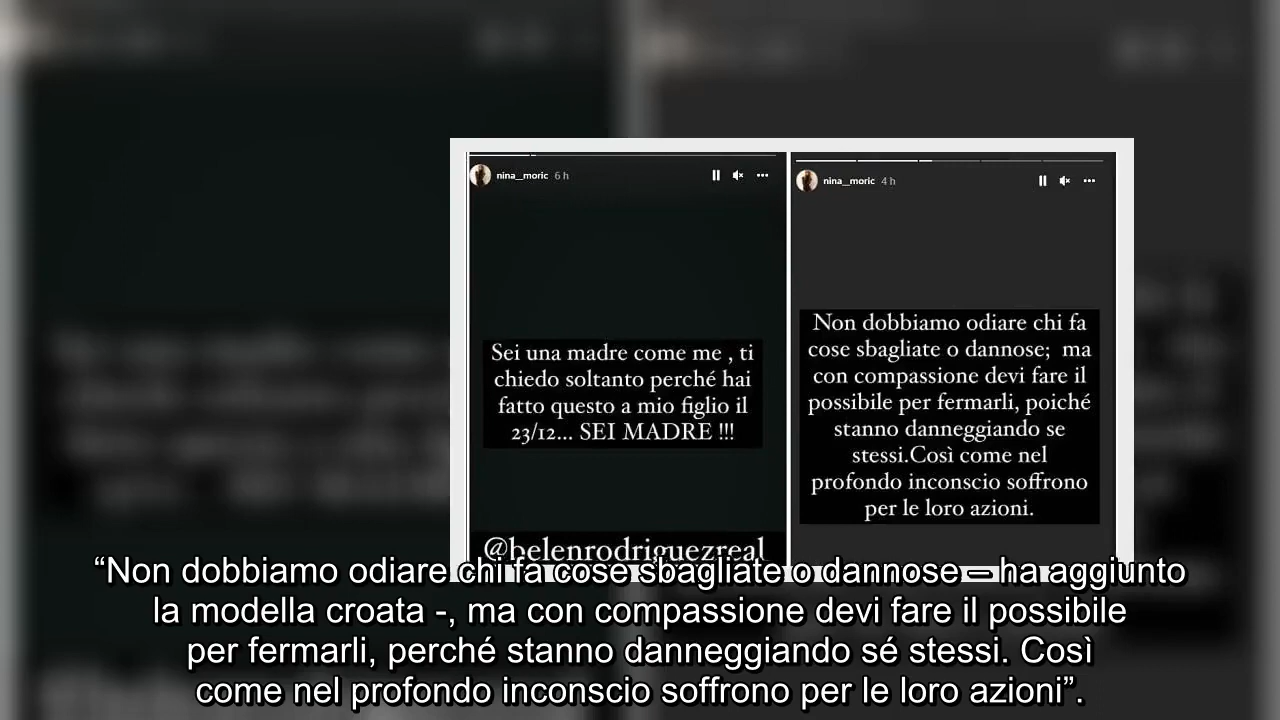 nina__moric 6 h
Sei una madre come me , ti
chiedo soltanto perché hai
fatto questo a mio figlio il
23/12... SEI MADRE !!!
@belenrodriguezreal
nina__moric 4 h
Non dobbiamo odiare chi fa
cose sbagliate o dannose;  ma
con compassione devi fare il
possibile per fermarli, poiché
stanno danneggiando se
stessi.Così come nel
profondo inconscio soffrono
per le loro azioni.
“Non dobbiamo odiare chi fa cose sbagliate o dannose – ha aggiunto
la modella croata -, ma con compassione devi fare il possibile
per fermarli, perché stanno danneggiando sé stessi. Così
come nel profondo inconscio soffrono per le loro azioni”.